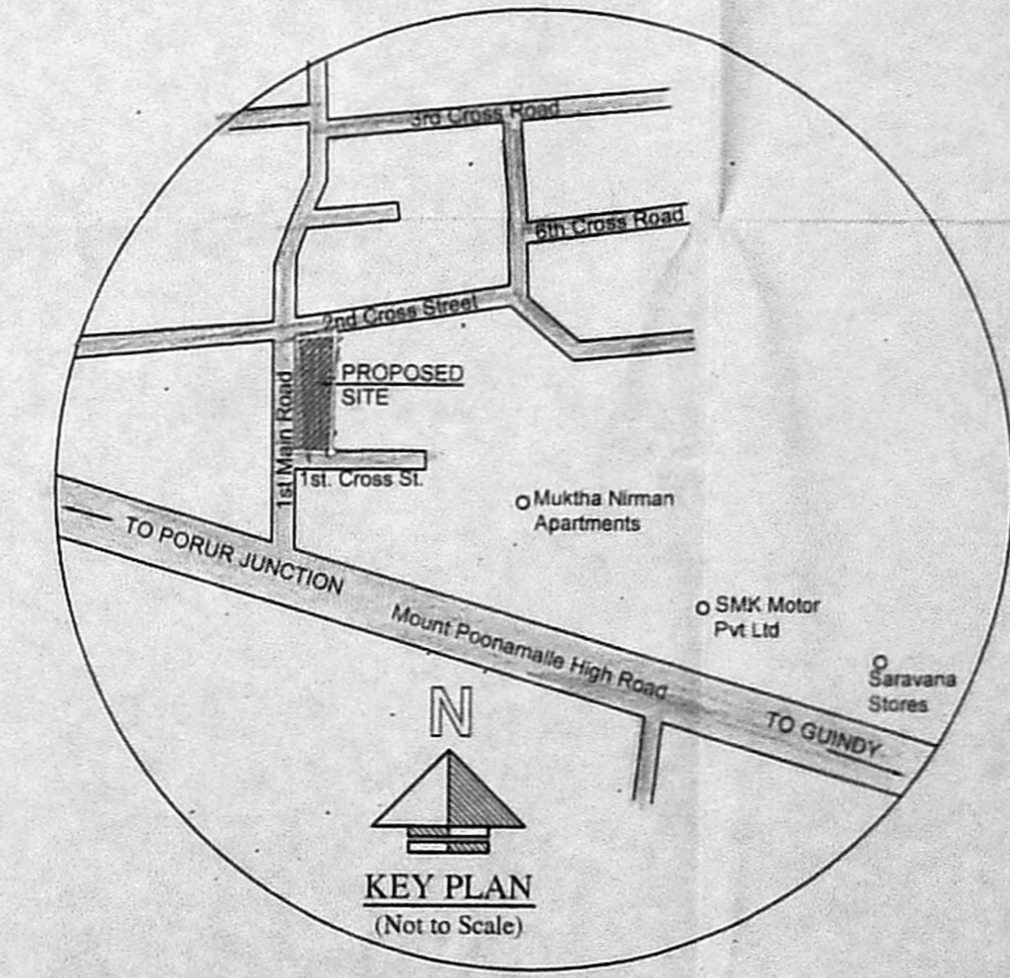 3rd Cross Road
6th Cross Road
2nd Cross Street
PROPOSED
SITE
1st Main Road
1st. Cross St.
Muktha Nirman
Apartments
TO PORUR JUNCTION
Mount Poonamalle High Road
SMK Motor
Pvt Ltd
Saravana
Stores
TO GUINDY
N
KEY PLAN
(Not to Scale)